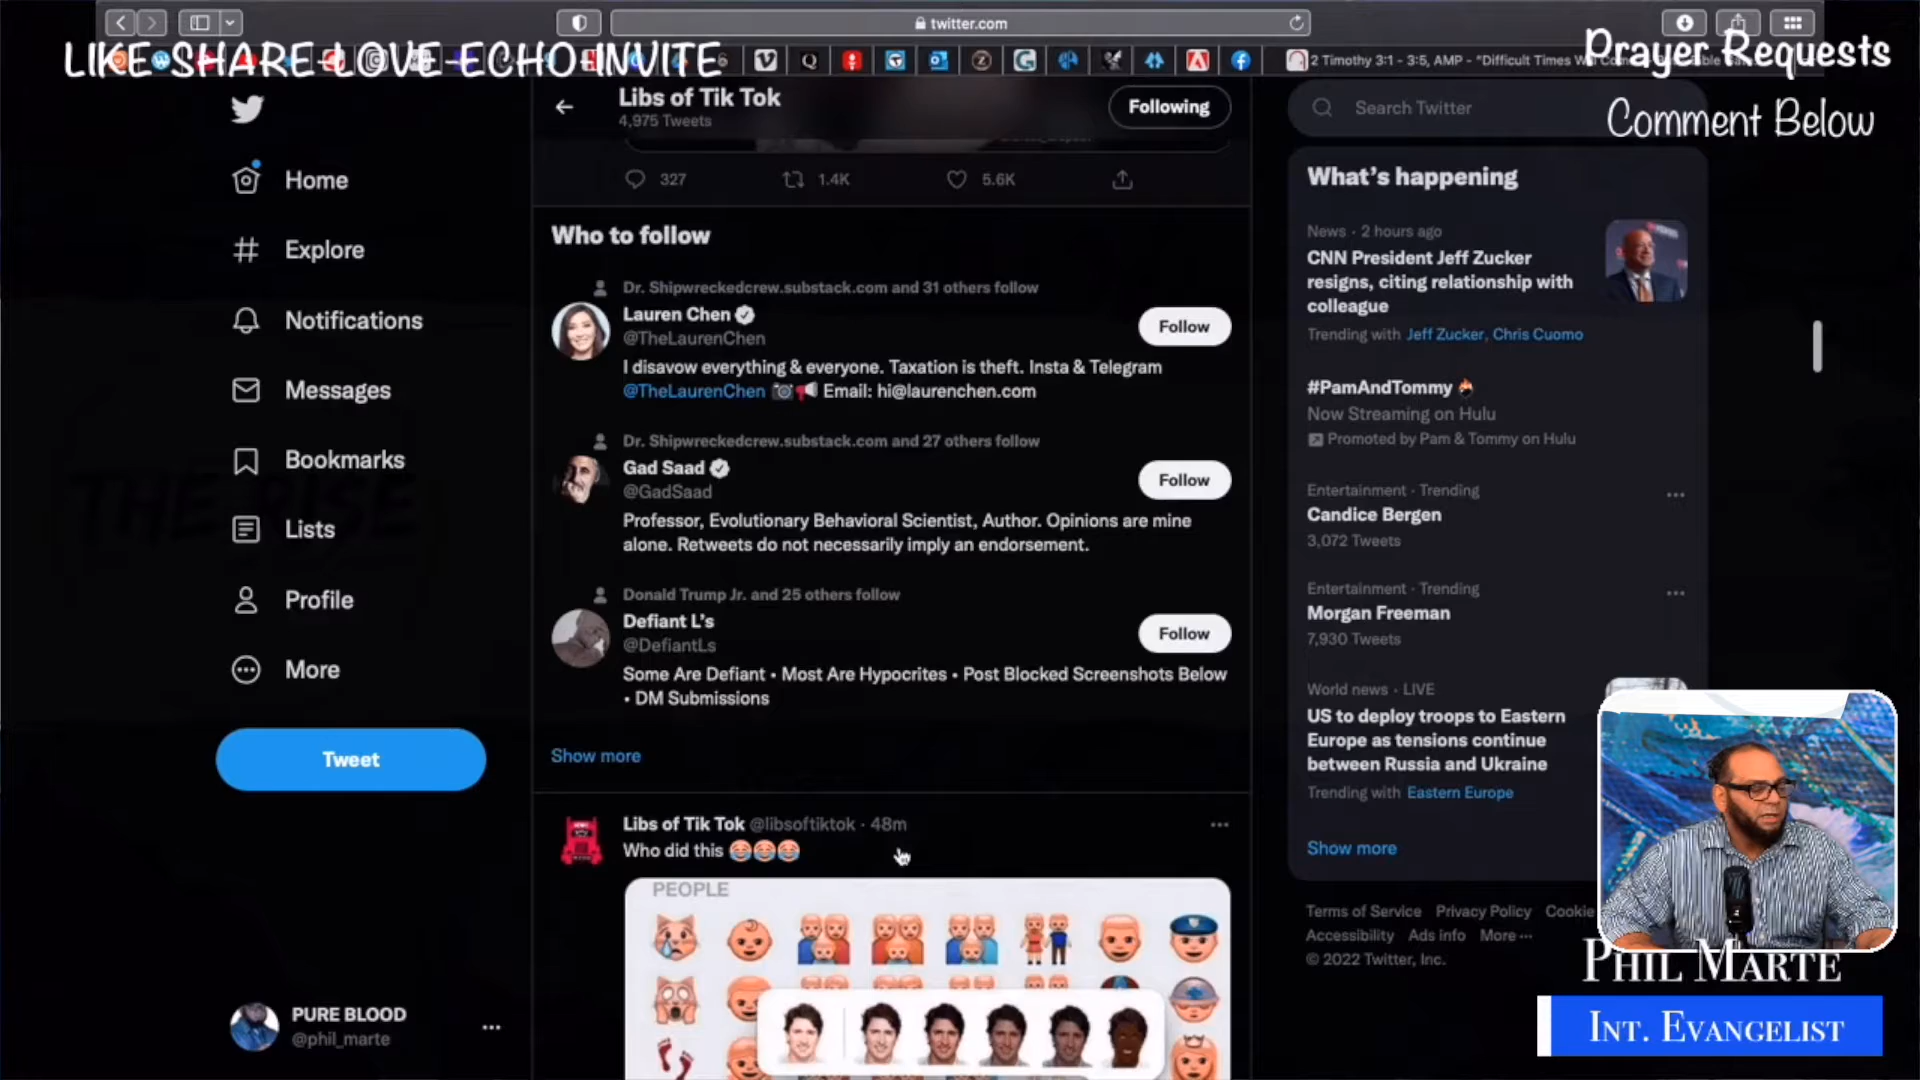 twitter.com
LIKE-SHARE-LOVE-ECHO-INVITE
2 Timothy 3:1 - 3:5, AMP - "Difficult Times
Prayer Requests
Comment Below
Libs of Tik Tok
4,975 Tweets
Following
Search Twitter
327
1.4K
5.6K
Home
Explore
Notifications
Messages
Bookmarks
Lists
Profile
More
Tweet
THE RISE
PURE BLOOD
@phil_marte
Who to follow
Dr. Shipwreckedcrew.substack.com and 31 others follow
Lauren Chen
@TheLaurenChen
Follow
I disavow everything & everyone. Taxation is theft. Insta & Telegram
@TheLaurenChen Email: hi@laurenchen.com
Dr. Shipwreckedcrew.substack.com and 27 others follow
Gad Saad
@GadSaad
Follow
Professor, Evolutionary Behavioral Scientist, Author. Opinions are mine
alone. Retweets do not necessarily imply an endorsement.
Donald Trump Jr. and 25 others follow
Defiant L's
@DefiantLs
Follow
Some Are Defiant • Most Are Hypocrites • Post Blocked Screenshots Below
• DM Submissions
Show more
Libs of Tik Tok @libsoftiktok · 48m
Who did this 😂😂😂
PEOPLE
What's happening
News · 2 hours ago
CNN President Jeff Zucker
resigns, citing relationship with
colleague
Trending with Jeff Zucker, Chris Cuomo
#PamAndTommy
Now Streaming on Hulu
Promoted by Pam & Tommy on Hulu
Entertainment · Trending
Candice Bergen
3,072 Tweets
Entertainment · Trending
Morgan Freeman
7,930 Tweets
World news · LIVE
US to deploy troops to Eastern
Europe as tensions continue
between Russia and Ukraine
Trending with Eastern Europe
Show more
Terms of Service Privacy Policy Cookie
Accessibility Ads info More
© 2022 Twitter, Inc.
PHIL MARTE
INT. EVANGELIST